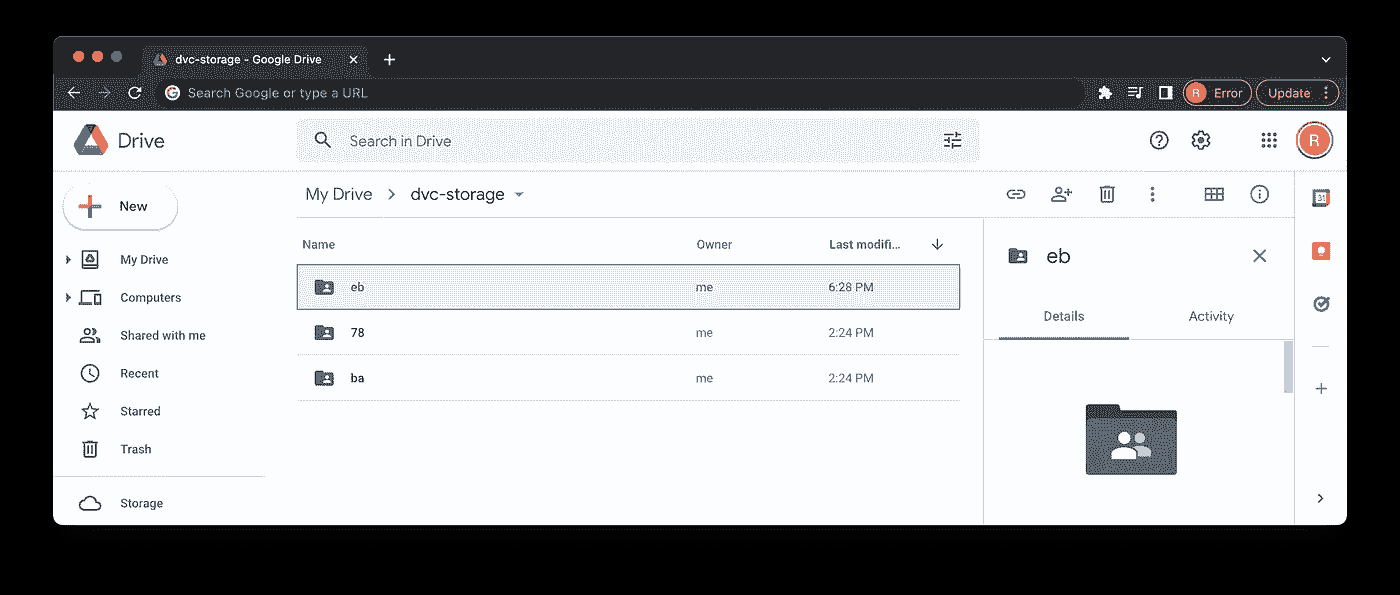 dvc-storage - Google Drive
G Search Google or type a URL
R Error Update
Drive
Search in Drive
R
New
My Drive
Computers
Shared with me
Recent
Starred
Trash
Storage
My Drive > dvc-storage
Name Owner Last modifi...
eb me 6:28 PM
78 me 2:24 PM
ba me 2:24 PM
eb
Details Activity
31